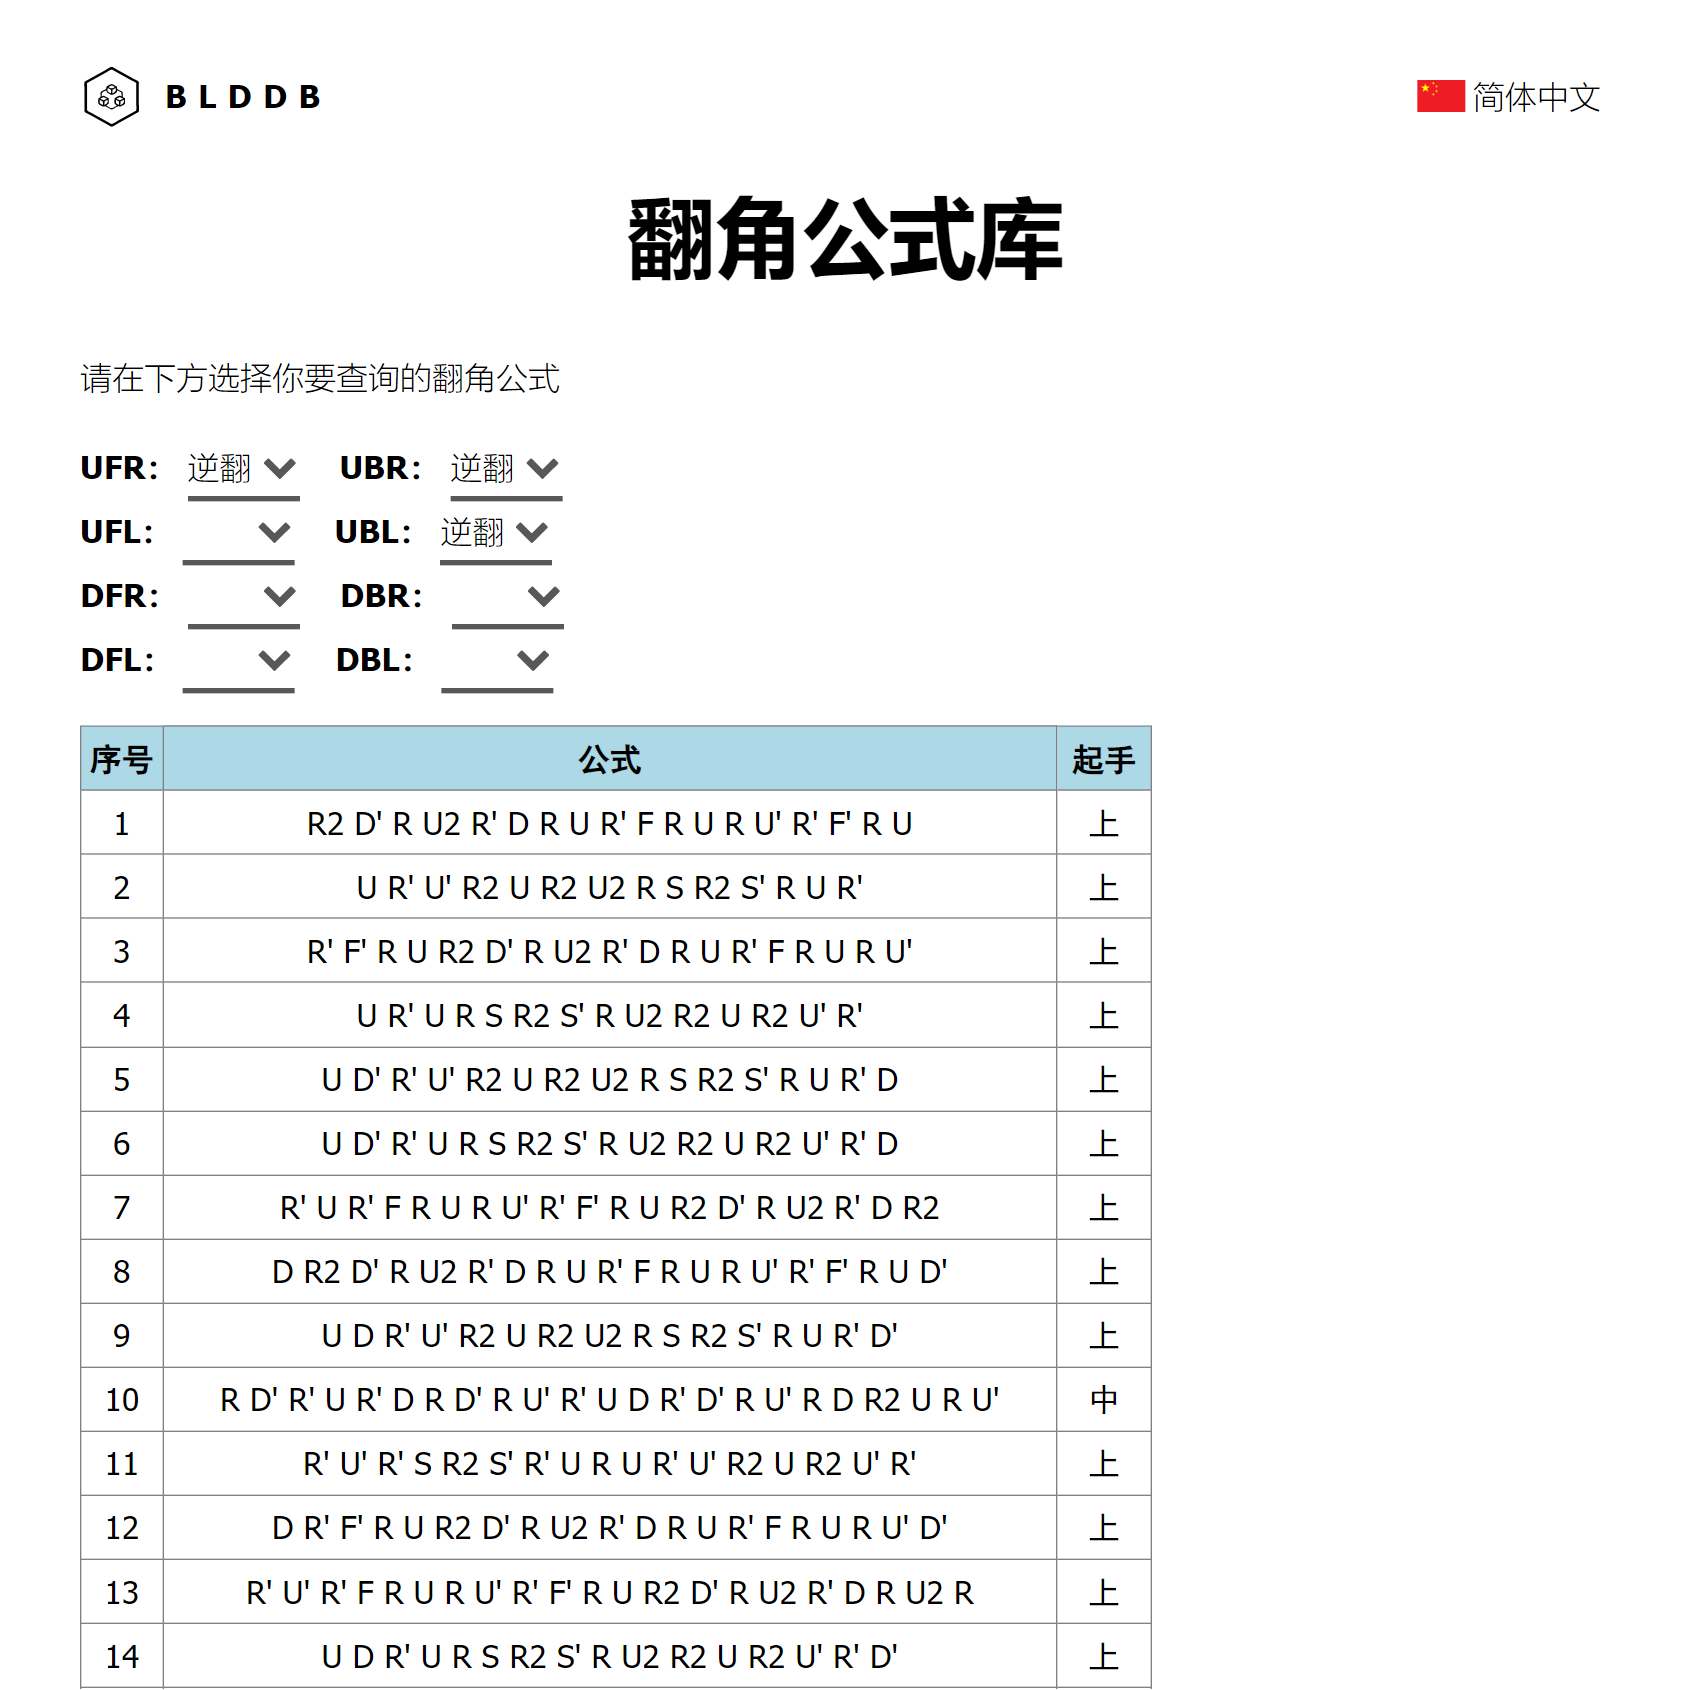 BLDDB
简体中文
翻角公式库
请在下方选择你要查询的翻角公式
UFR： 逆翻 UBR： 逆翻
UFL： UBL： 逆翻
DFR： DBR：
DFL： DBL：
序号 公式 起手
1 R2 D' R U2 R' D R U R' F R U R U' R' F' R U 上
2 U R' U' R2 U R2 U2 R S R2 S' R U R' 上
3 R' F' R U R2 D' R U2 R' D R U R' F R U R U' 上
4 U R' U R S R2 S' R U2 R2 U R2 U' R' 上
5 U D' R' U' R2 U R2 U2 R S R2 S' R U R' D 上
6 U D' R' U R S R2 S' R U2 R2 U R2 U' R' D 上
7 R' U R' F R U R U' R' F' R U R2 D' R U2 R' D R2 上
8 D R2 D' R U2 R' D R U R' F R U R U' R' F' R U D' 上
9 U D R' U' R2 U R2 U2 R S R2 S' R U R' D' 上
10 R D' R' U R' D R D' R U' R' U D R' D' R U' R D R2 U R U' 中
11 R' U' R' S R2 S' R' U R U R' U' R2 U R2 U' R' 上
12 D R' F' R U R2 D' R U2 R' D R U R' F R U R U' D' 上
13 R' U' R' F R U R U' R' F' R U R2 D' R U2 R' D R U2 R 上
14 U D R' U R S R2 S' R U2 R2 U R2 U' R' D' 上